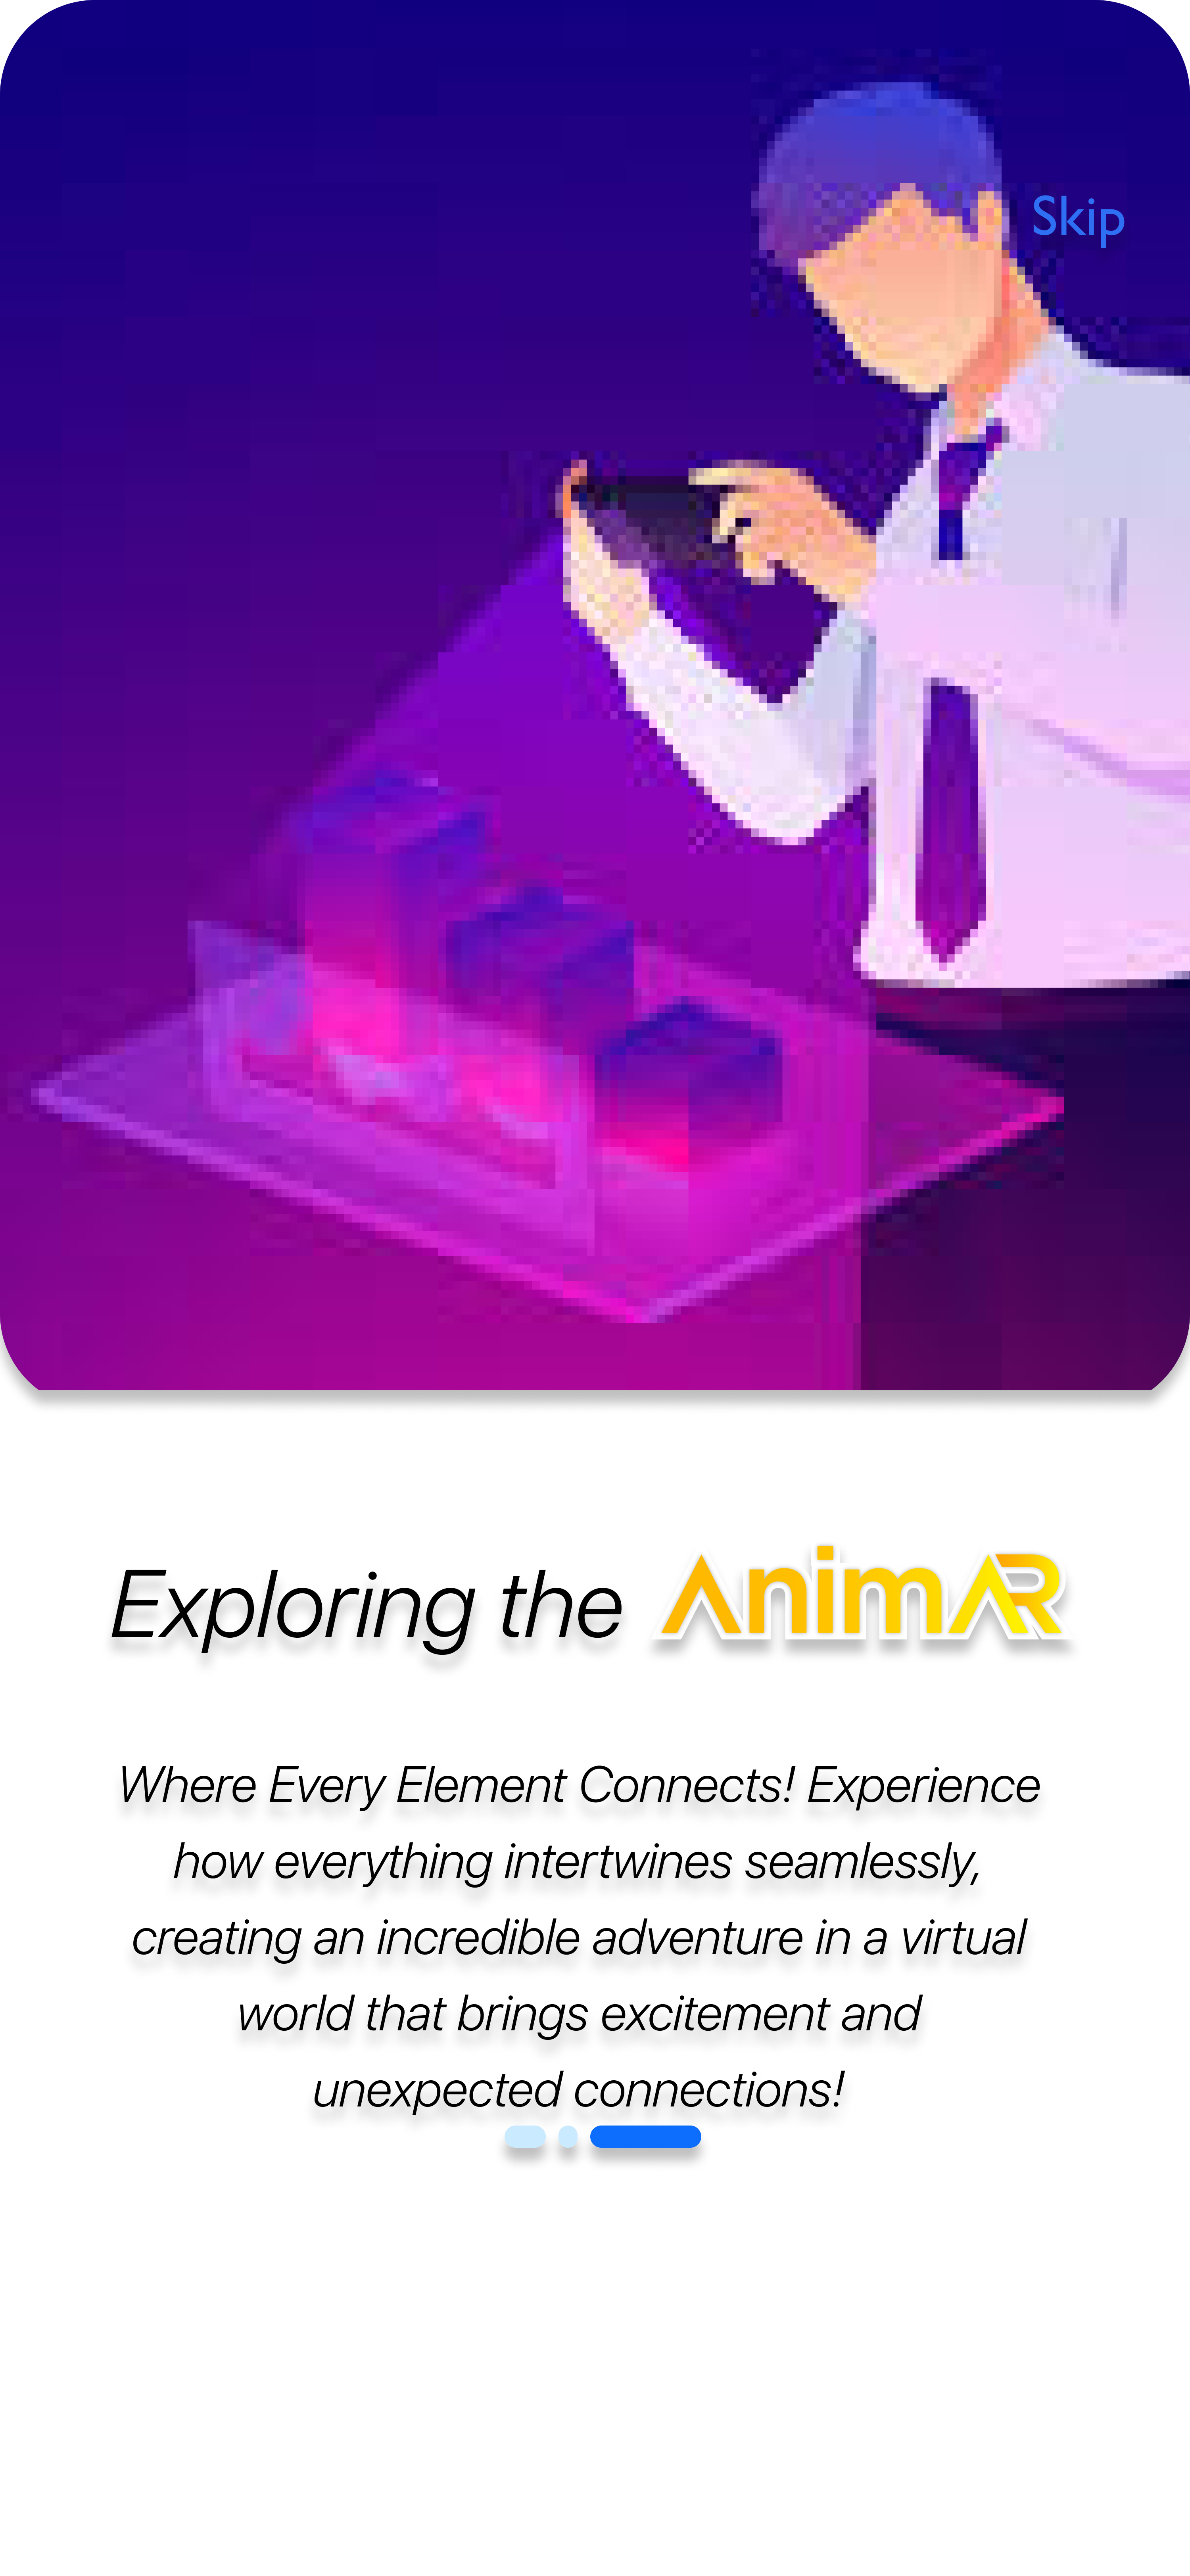 Skip
Exploring the AnimAR
Where Every Element Connects! Experience
how everything intertwines seamlessly,
creating an incredible adventure in a virtual
world that brings excitement and
unexpected connections!